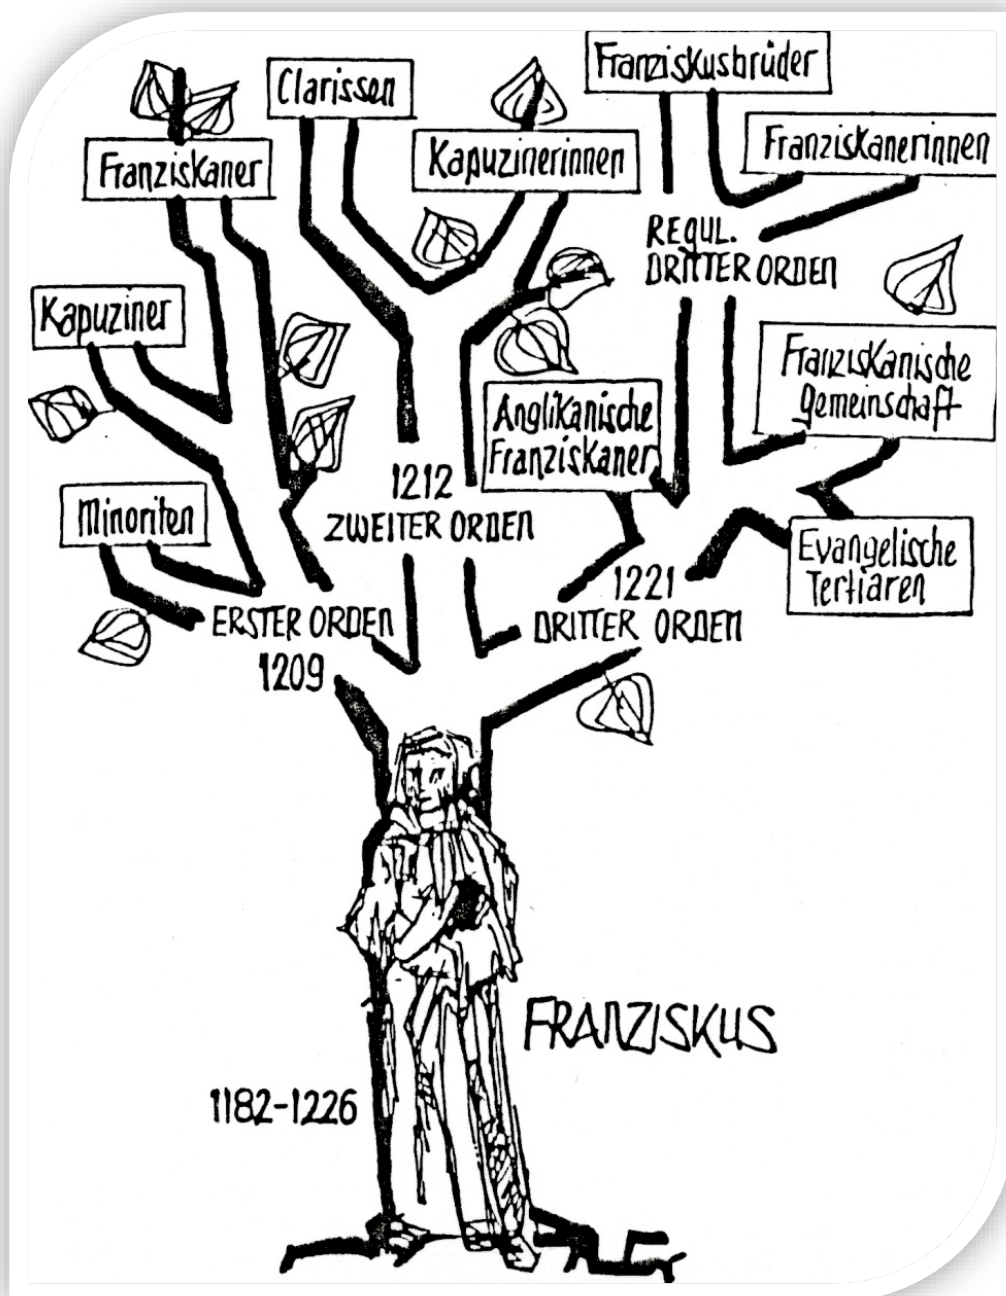 Franziskusbrüder
Clarissen
Franziskanerinnen
Franziskaner
Kapuzinerinnen
REGUL.
DRITTER ORDEN
Kapuziner
Franziskanische
Gemeinschaft
Anglikanische
Franziskaner
1212
ZWEITER ORDEN
Minoriten
Evangelische
Tertiaren
1221
DRITTER ORDEN
ERSTER ORDEN
1209
FRANZISKUS
1182-1226